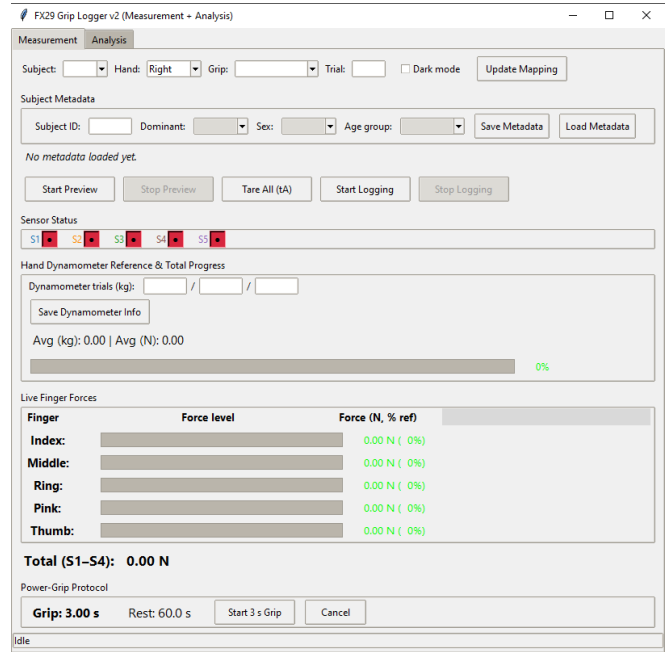 FX29 Grip Logger v2 (Measurement + Analysis)
Measurement Analysis
Subject: Hand: Right Grip: Trial: Dark mode Update Mapping
Subject Metadata
Subject ID: Dominant: Sex: Age group: Save Metadata Load Metadata
No metadata loaded yet.
Start Preview Stop Preview Tare All (tA) Start Logging Stop Logging
Sensor Status
S1 S2 S3 S4 S5
Hand Dynamometer Reference & Total Progress
Dynamometer trials (kg): / /
Save Dynamometer Info
Avg (kg): 0.00 | Avg (N): 0.00
0%
Live Finger Forces
Finger Force level Force (N, % ref)
Index: 0.00 N ( 0%)
Middle: 0.00 N ( 0%)
Ring: 0.00 N ( 0%)
Pink: 0.00 N ( 0%)
Thumb: 0.00 N ( 0%)
Total (S1–S4): 0.00 N
Power-Grip Protocol
Grip: 3.00 s Rest: 60.0 s Start 3 s Grip Cancel
Idle